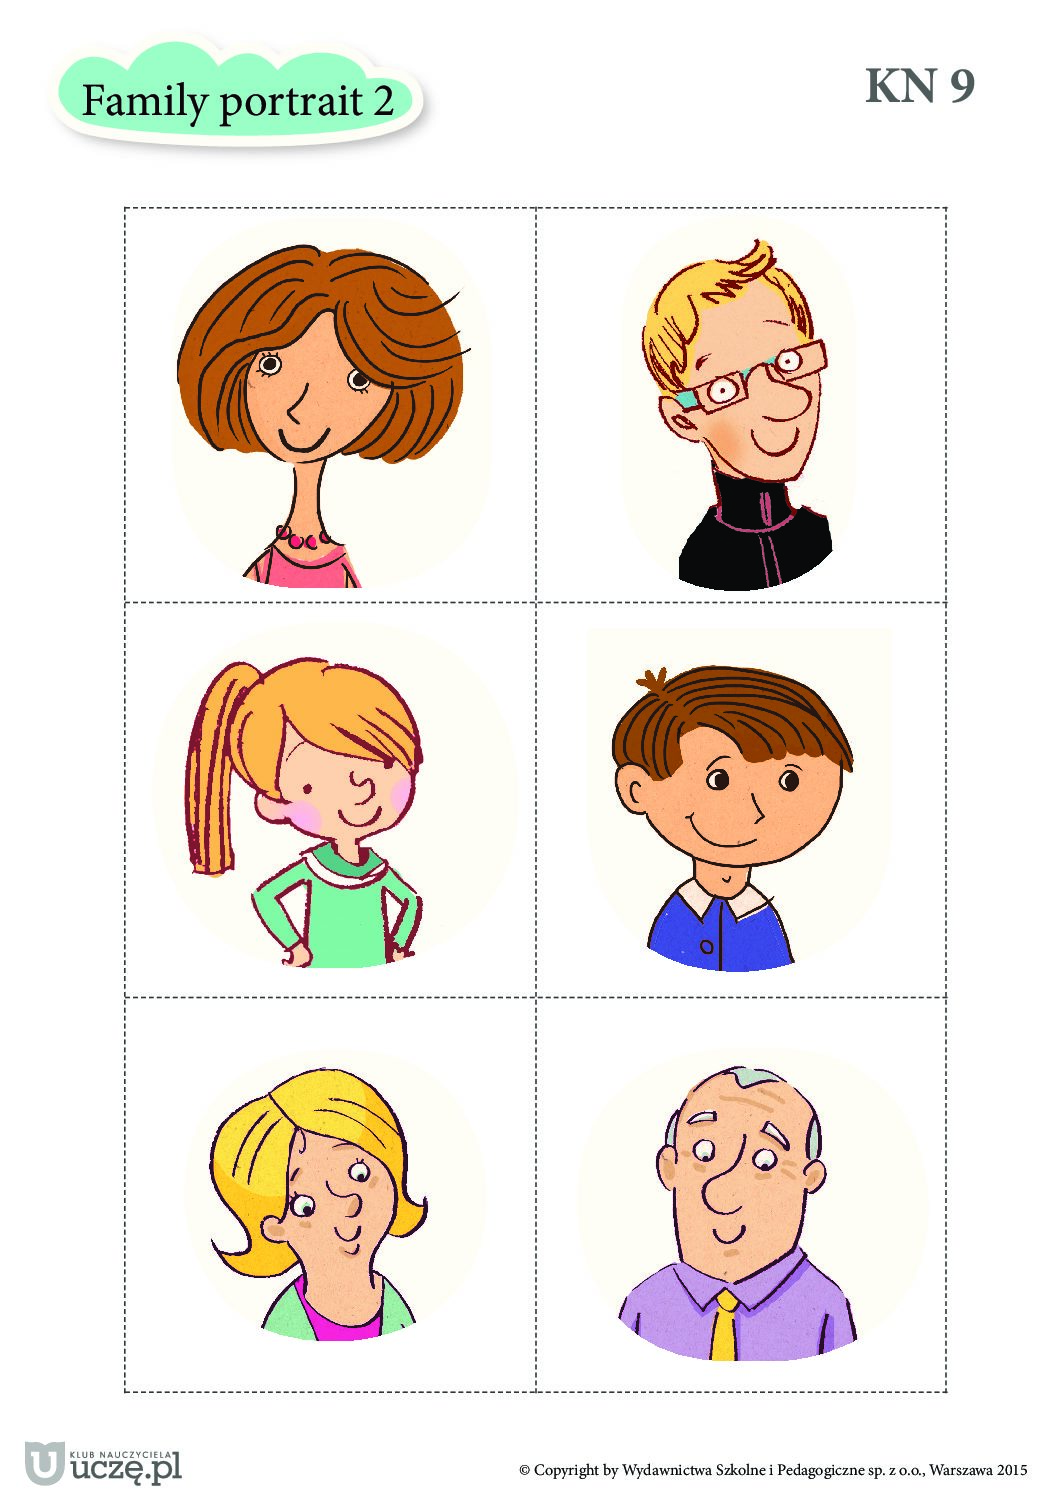 Family portrait 2
KN 9
KLUB NAUCZYCIELA
uczę.pl
© Copyright by Wydawnictwa Szkolne i Pedagogiczne sp. z o.o., Warszawa 2015